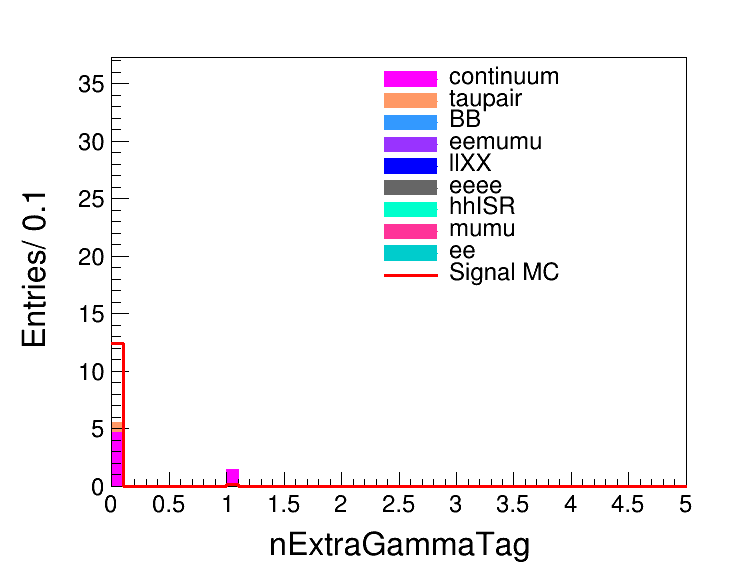 continuum
taupair
BB
eemumu
llXX
eeee
hhISR
mumu
ee
Signal MC
Entries/ 0.1
35
30
25
20
15
10
5
0
0 0.5 1 1.5 2 2.5 3 3.5 4 4.5 5
nExtraGammaTag